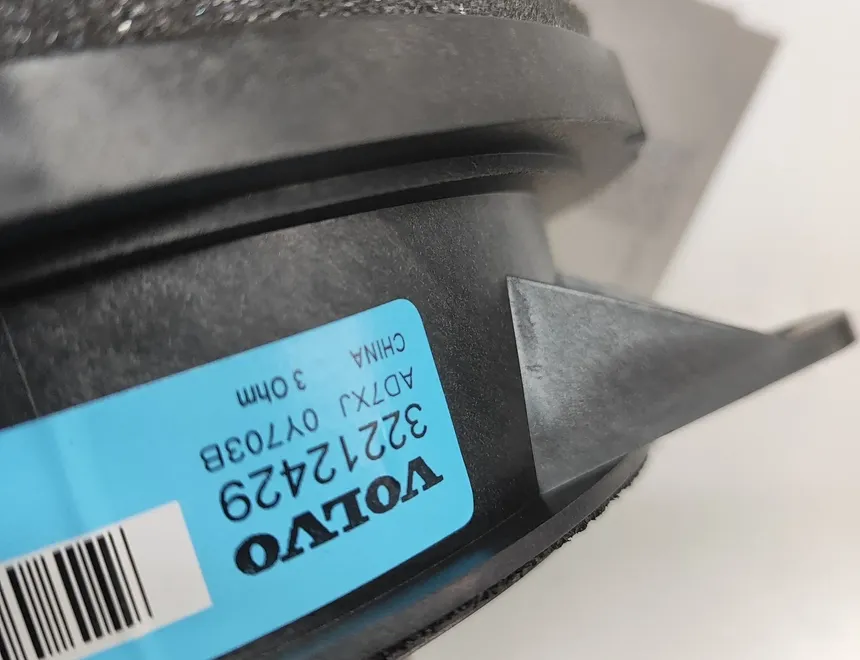 VOLVO
32212429
AD7XJ 0Y703B
3 Ohm
CHINA